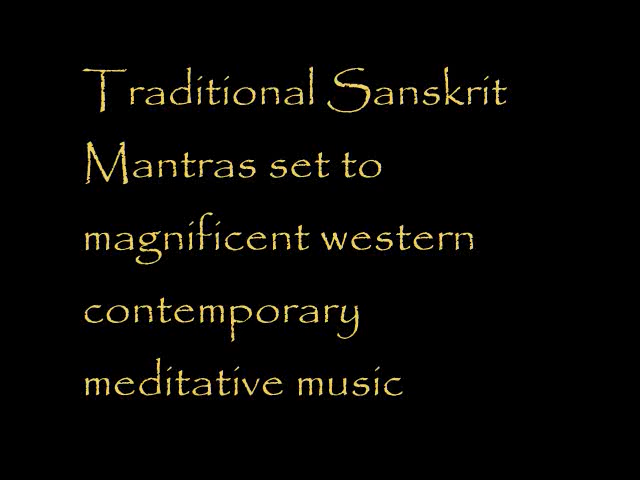 Traditional Sanskrit
Mantras set to
magnificent western
contemporary
meditative music